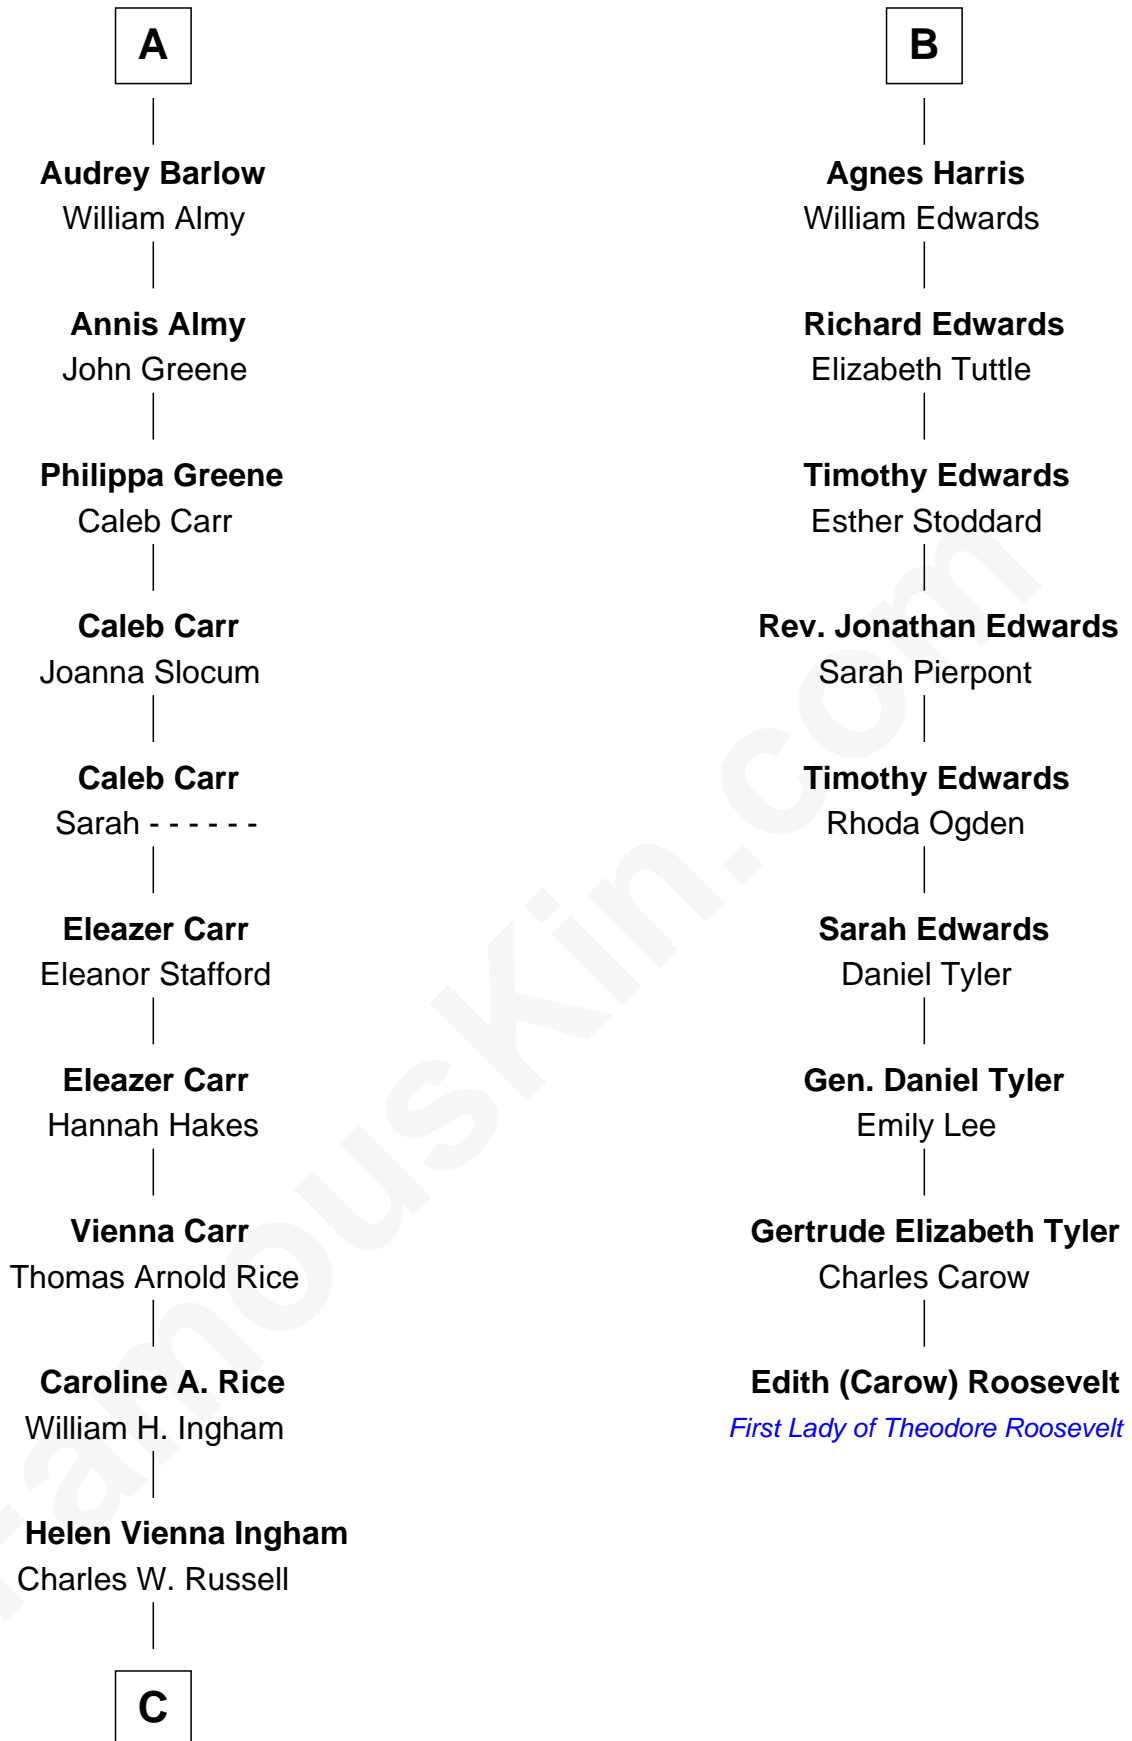 A
Audrey Barlow
William Almy
Annis Almy
John Greene
Philippa Greene
Caleb Carr
Caleb Carr
Joanna Slocum
Caleb Carr
Sarah - - - - - -
Eleazer Carr
Eleanor Stafford
Eleazer Carr
Hannah Hakes
Vienna Carr
Thomas Arnold Rice
Caroline A. Rice
William H. Ingham
Helen Vienna Ingham
Charles W. Russell
C
B
Agnes Harris
William Edwards
Richard Edwards
Elizabeth Tuttle
Timothy Edwards
Esther Stoddard
Rev. Jonathan Edwards
Sarah Pierpont
Timothy Edwards
Rhoda Ogden
Sarah Edwards
Daniel Tyler
Gen. Daniel Tyler
Emily Lee
Gertrude Elizabeth Tyler
Charles Carow
Edith (Carow) Roosevelt
First Lady of Theodore Roosevelt
FamousKin.com